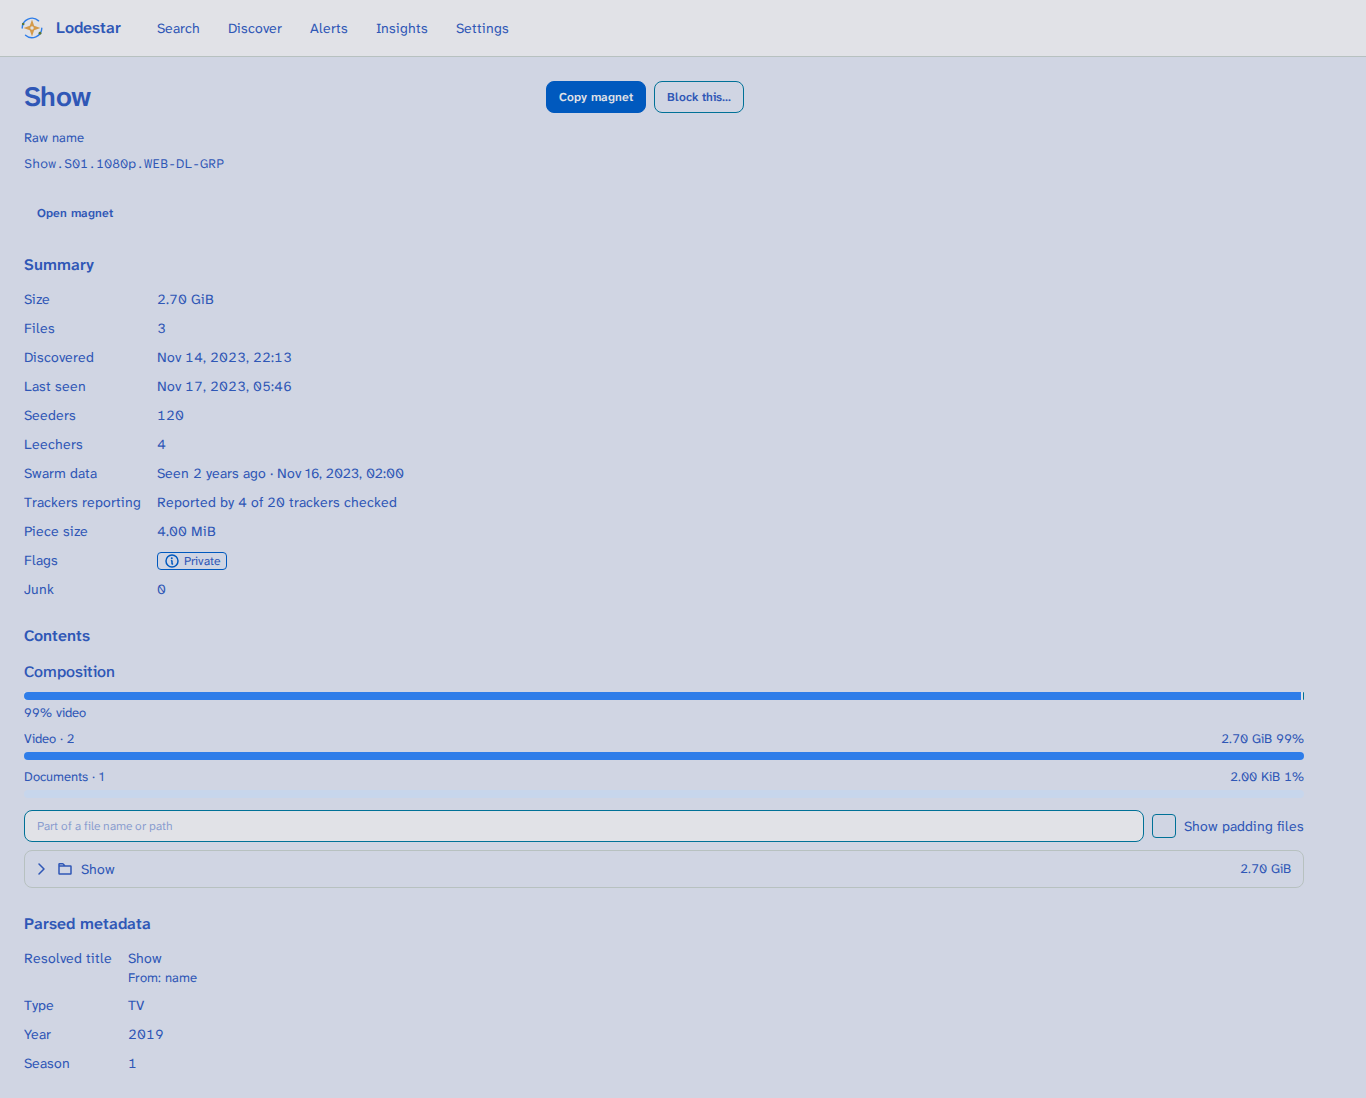 Lodestar Search Discover Alerts Insights Settings
Show
Copy magnet Block this...
Raw name
Show.S01.1080p.WEB-DL-GRP
Open magnet
Summary
Size 2.70 GiB
Files 3
Discovered Nov 14, 2023, 22:13
Last seen Nov 17, 2023, 05:46
Seeders 120
Leechers 4
Swarm data Seen 2 years ago · Nov 16, 2023, 02:00
Trackers reporting Reported by 4 of 20 trackers checked
Piece size 4.00 MiB
Flags Private
Junk 0
Contents
Composition
99% video
Video · 2 2.70 GiB 99%
Documents · 1 2.00 KiB 1%
Part of a file name or path Show padding files
Show 2.70 GiB
Parsed metadata
Resolved title Show
From: name
Type TV
Year 2019
Season 1